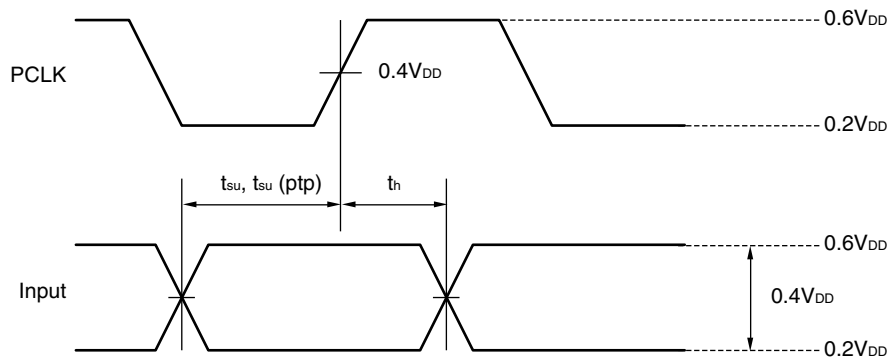 0.6VDD
PCLK
0.4VDD
0.2VDD
tsu, tsu (ptp)
th
0.6VDD
Input
0.4VDD
0.2VDD